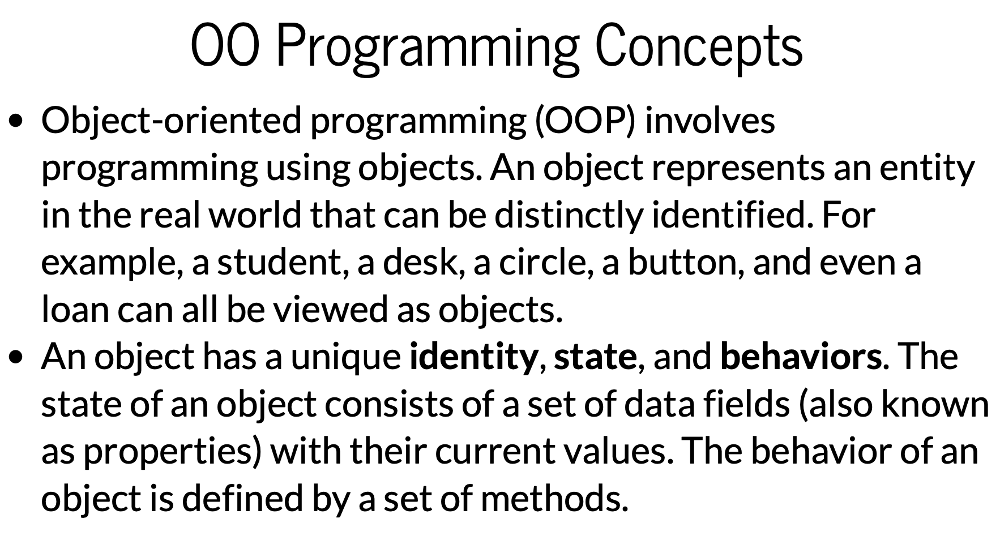 OO Programming Concepts
• Object-oriented programming (OOP) involves
programming using objects. An object represents an entity
in the real world that can be distinctly identified. For
example, a student, a desk, a circle, a button, and even a
loan can all be viewed as objects.
• An object has a unique identity, state, and behaviors. The
state of an object consists of a set of data fields (also known
as properties) with their current values. The behavior of an
object is defined by a set of methods.